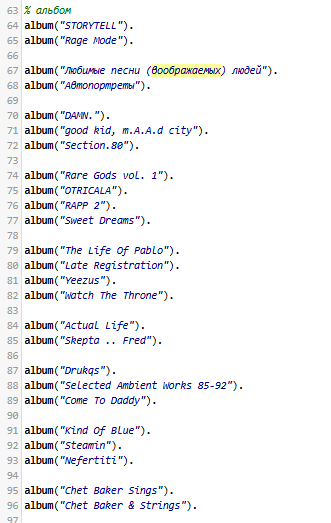 63 % альбом
64 album("STORYTELL").
65 album("Rage Mode").
66
67 album("Любимые песни (воображаемых) людей").
68 album("Автопортреты").
69
70 album("DAMN.").
71 album("good kid, m.A.A.d city").
72 album("Section.80").
73
74 album("Rare Gods vol. 1").
75 album("OTRICALA").
76 album("RAPP 2").
77 album("Sweet Dreams").
78
79 album("The Life Of Pablo").
80 album("Late Registration").
81 album("Yeezus").
82 album("Watch The Throne").
83
84 album("Actual Life").
85 album("Skepta .. Fred").
86
87 album("Drukqs").
88 album("Selected Ambient Works 85-92").
89 album("Come To Daddy").
90
91 album("Kind Of Blue").
92 album("Steamin").
93 album("Nefertiti").
94
95 album("Chet Baker Sings").
96 album("Chet Baker & Strings").
97